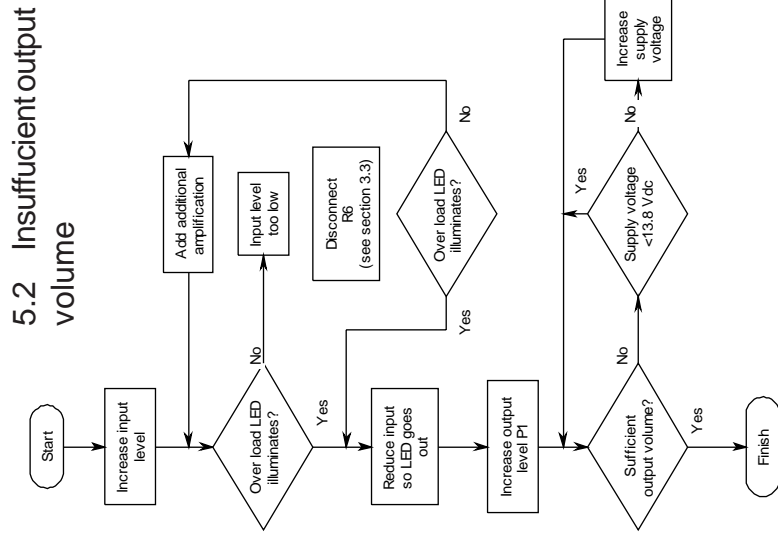 5.2 Insuffucient output
volume
Start
Increase input
level
Over load LED
illuminates?
No
Yes
Input level
too low
Add additional
amplification
Disconnect
R6
(see section 3.3)
Over load LED
illuminates?
No
Yes
Reduce input
so LED goes
out
Increase output
level P1
Sufficient
output volume?
No
Yes
Supply voltage
<13.8 V dc
No
Yes
Increase
supply
voltage
Finish